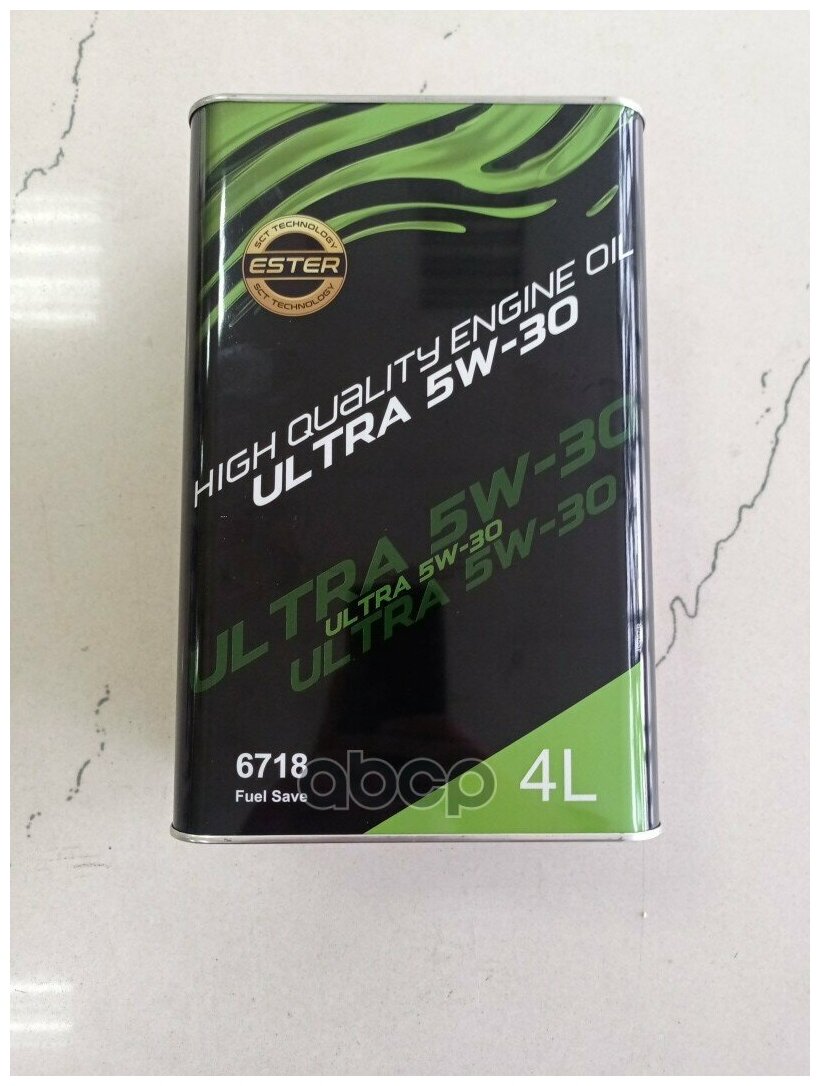 SCT TECHNOLOGY
ESTER
SCT TECHNOLOGY
HIGH QUALITY ENGINE OIL
ULTRA 5W-30
ULTRA 5W-30
ULTRA 5W-30
ULTRA 5W-30
6718
Fuel Save
4L
abcp